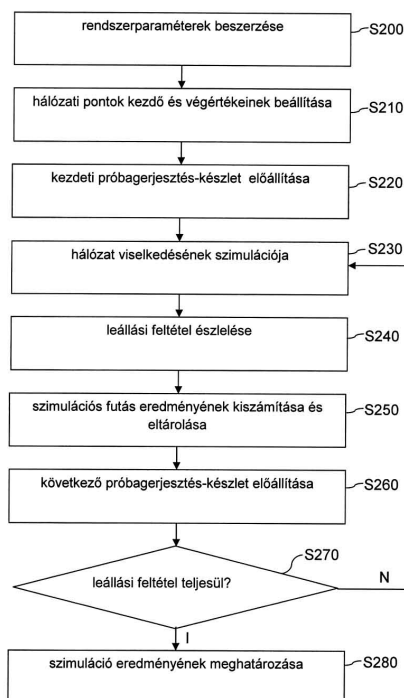 rendszerparaméterek beszerzése
S200
hálózati pontok kezdő és végértékeinek beállítása
S210
kezdeti próbagerjesztés-készlet előállítása
S220
hálózat viselkedésének szimulációja
S230
leállási feltétel észlelése
S240
szimulációs futás eredményének kiszámítása és
eltárolása
S250
következő próbagerjesztés-készlet előállítása
S260
S270
leállási feltétel teljesül?
N
I
szimuláció eredményének meghatározása
S280